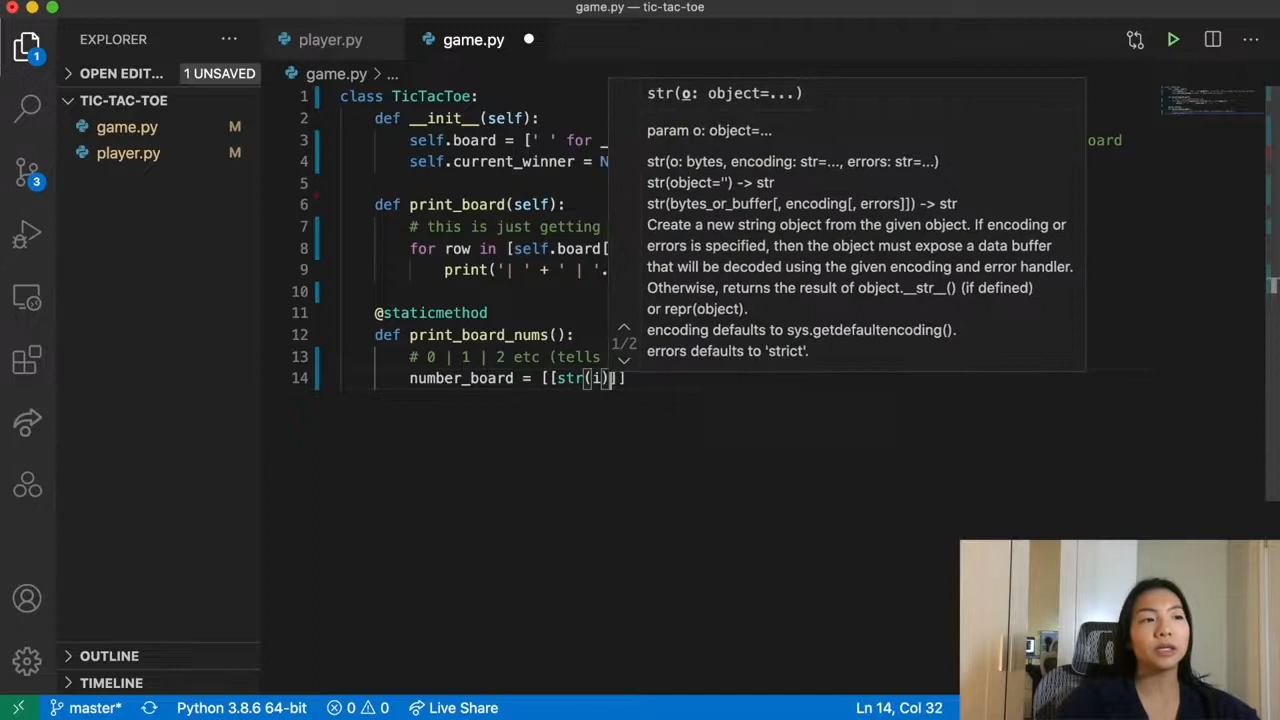 game.py — tic-tac-toe
EXPLORER
player.py
game.py
OPEN EDIT... 1 UNSAVED
game.py > ...
TIC-TAC-TOE
game.py M
player.py M
1
3
1 class TicTacToe:
2 def __init__(self):
3 self.board = [' ' for _ oard
4 self.current_winner = N
5
6 def print_board(self):
7 # this is just getting
8 for row in [self.board[
9 print('| ' + ' | '.
10
11 @staticmethod
12 def print_board_nums():
13 # 0 | 1 | 2 etc (tells
14 number_board = [[str(i)]]
str(o: object=...)
param o: object=...
str(o: bytes, encoding: str=..., errors: str=...)
str(object='') -> str
str(bytes_or_buffer[, encoding[, errors]]) -> str
Create a new string object from the given object. If encoding or
errors is specified, then the object must expose a data buffer
that will be decoded using the given encoding and error handler.
Otherwise, returns the result of object.__str__() (if defined)
or repr(object).
encoding defaults to sys.getdefaultencoding().
errors defaults to 'strict'.
1/2
OUTLINE
TIMELINE
master* Python 3.8.6 64-bit 0 0 Live Share Ln 14, Col 32